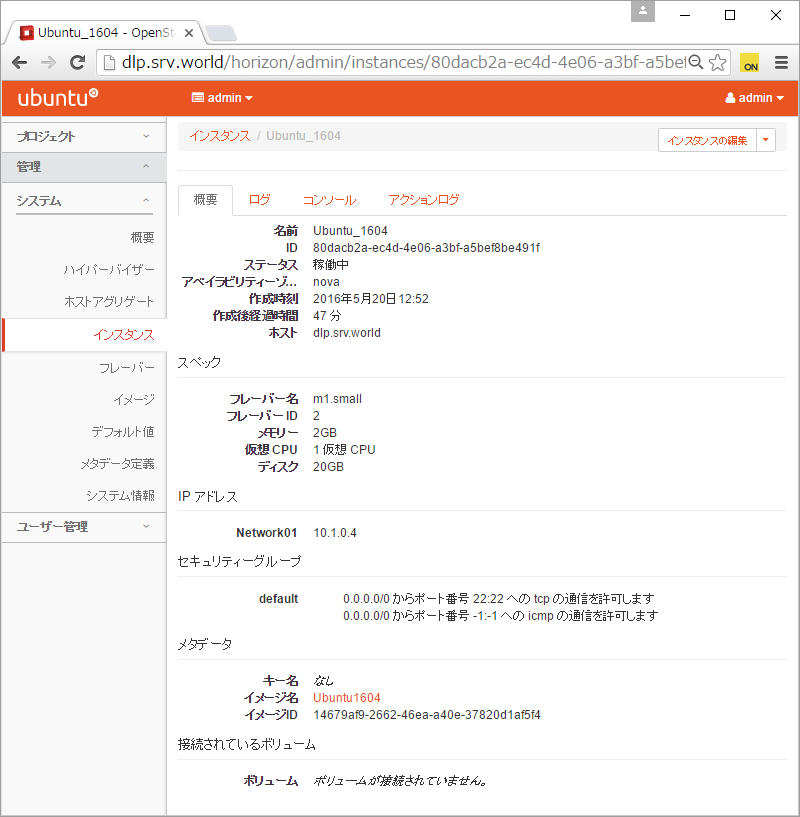 Ubuntu_1604 - OpenSt
dlp.srv.world/horizon/admin/instances/80dacb2a-ec4d-4e06-a3bf-a5bef
ON
ubuntu
admin
admin
プロジェクト
管理
システム
概要
ハイパーバイザー
ホストアグリゲート
インスタンス
フレーバー
イメージ
デフォルト値
メタデータ定義
システム情報
ユーザー管理
インスタンス / Ubuntu_1604
インスタンスの編集
概要 ログ コンソール アクションログ
名前 Ubuntu_1604
ID 80dacb2a-ec4d-4e06-a3bf-a5bef8be491f
ステータス 稼働中
アベイラビリティーゾ... nova
作成時刻 2016年5月20日12:52
作成後経過時間 47 分
ホスト dlp.srv.world
スペック
フレーバー名 m1.small
フレーバー ID 2
メモリー 2GB
仮想 CPU 1 仮想 CPU
ディスク 20GB
IP アドレス
Network01 10.1.0.4
セキュリティーグループ
default 0.0.0.0/0 からポート番号 22:22 への tcp の通信を許可します
0.0.0.0/0 からポート番号 -1:-1 への icmp の通信を許可します
メタデータ
キー名 なし
イメージ名 Ubuntu1604
イメージID 14679af9-2662-46ea-a40e-37820d1af5f4
接続されているボリューム
ボリューム ボリュームが接続されていません。